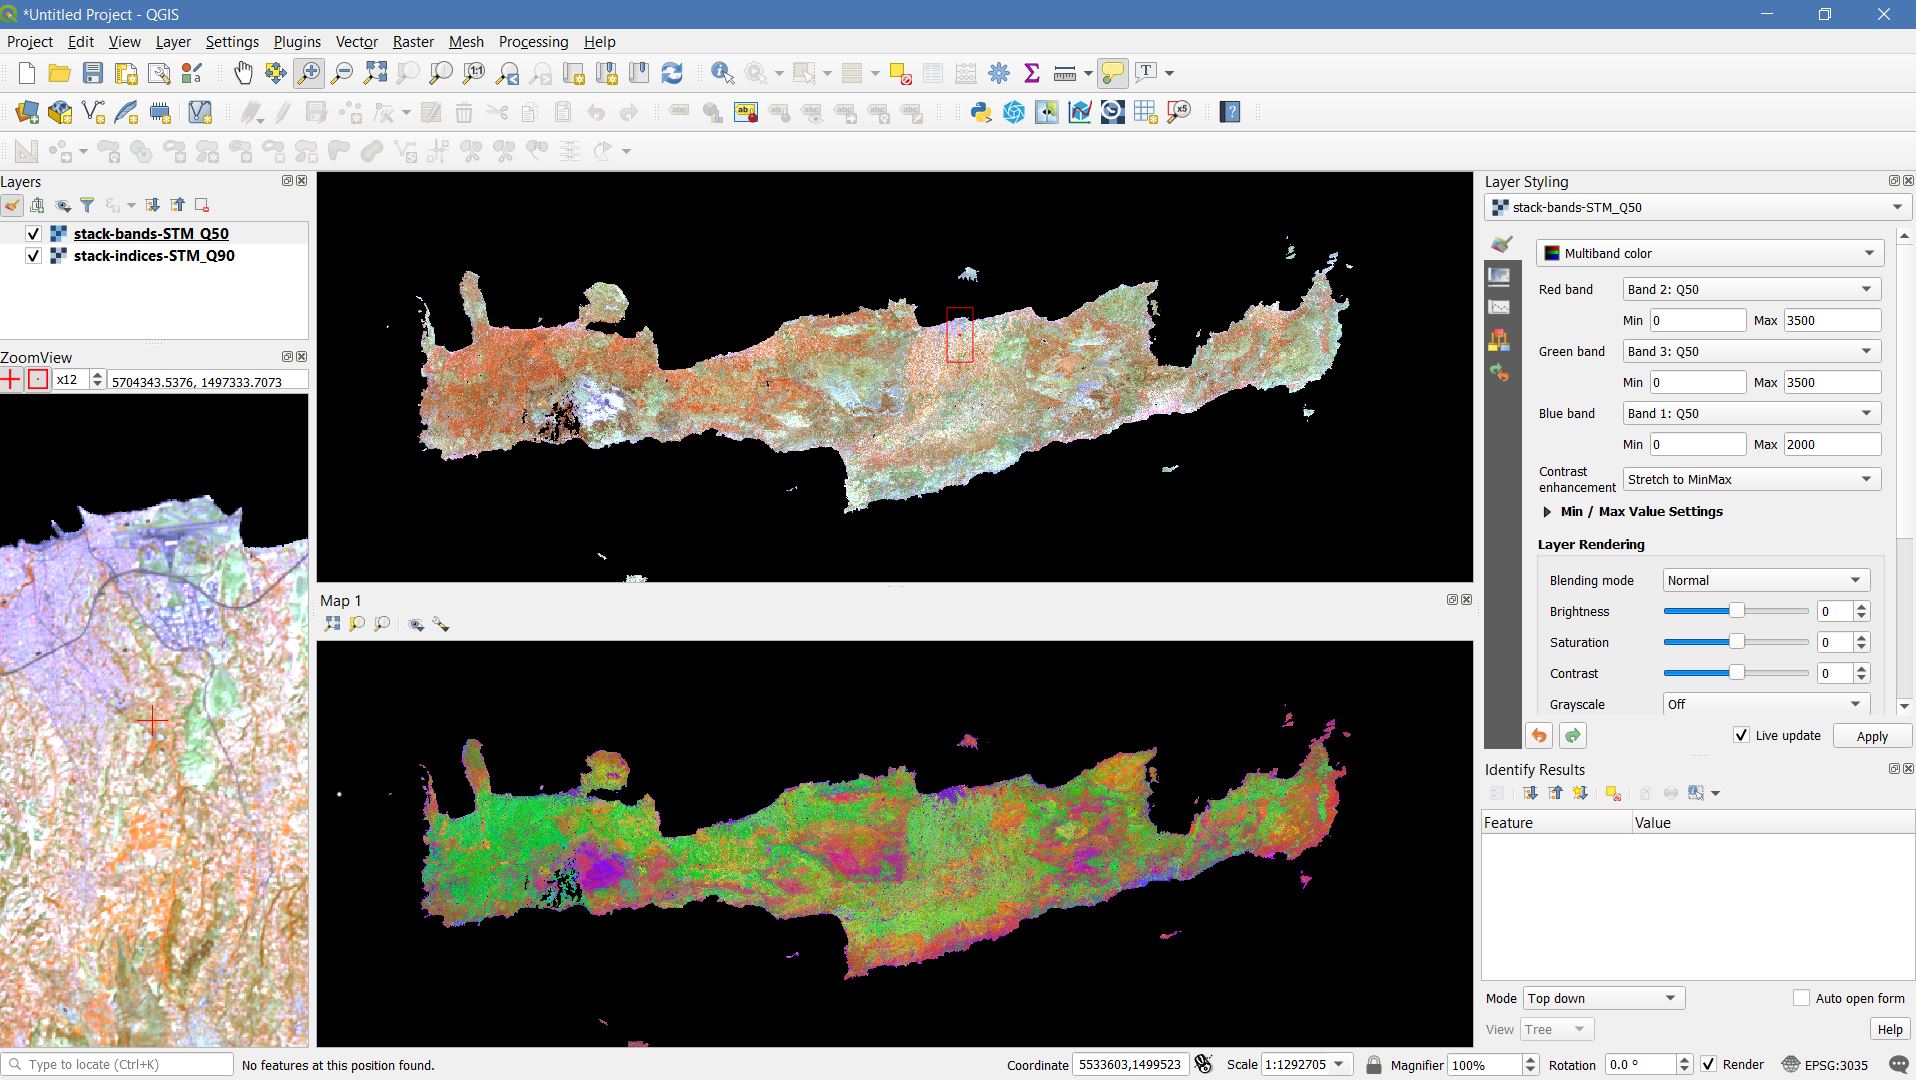 *Untitled Project - QGIS
Project Edit View Layer Settings Plugins Vector Raster Mesh Processing Help
Layers
stack-bands-STM_Q50
stack-indices-STM_Q90
ZoomView
x12 5704343.5376, 1497333.7073
Map 1
Layer Styling
stack-bands-STM_Q50
Multiband color
Red band Band 2: Q50
Min 0 Max 3500
Green band Band 3: Q50
Min 0 Max 3500
Blue band Band 1: Q50
Min 0 Max 2000
Contrast
enhancement Stretch to MinMax
Min / Max Value Settings
Layer Rendering
Blending mode Normal
Brightness 0
Saturation 0
Contrast 0
Grayscale Off
Live update Apply
Identify Results
Feature Value
Mode Top down Auto open form
View Tree Help
Type to locate (Ctrl+K) No features at this position found. Coordinate 5533603,1499523 Scale 1:1292705 Magnifier 100% Rotation 0.0 ° Render EPSG:3035